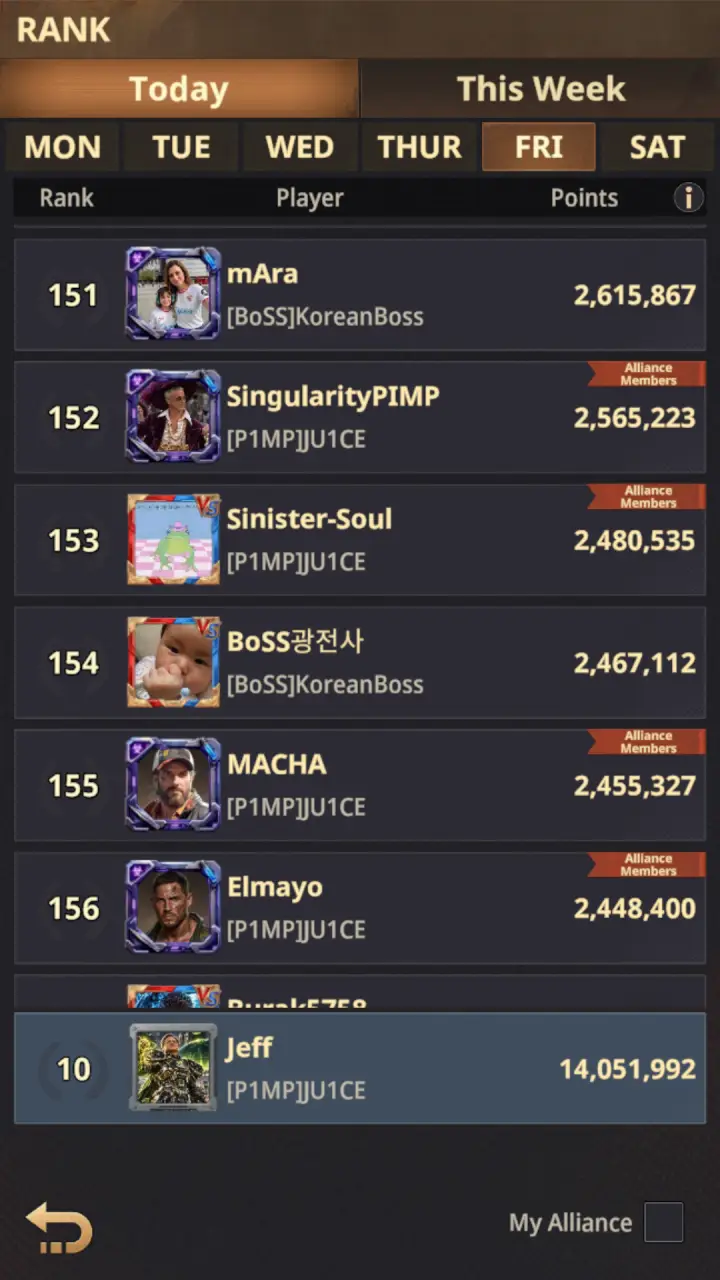 RANK
Today
This Week
MON
TUE
WED
THUR
FRI
SAT
Rank
Player
Points
151
mAra
[BoSS]KoreanBoss
2,615,867
Alliance
Members
152
SingularityPIMP
[P1MP]JU1CE
2,565,223
Alliance
Members
153
Sinister-Soul
[P1MP]JU1CE
2,480,535
154
BoSS광전사
[BoSS]KoreanBoss
2,467,112
Alliance
Members
155
MACHA
[P1MP]JU1CE
2,455,327
Alliance
Members
156
Elmayo
[P1MP]JU1CE
2,448,400
Burak5758
10
Jeff
[P1MP]JU1CE
14,051,992
My Alliance